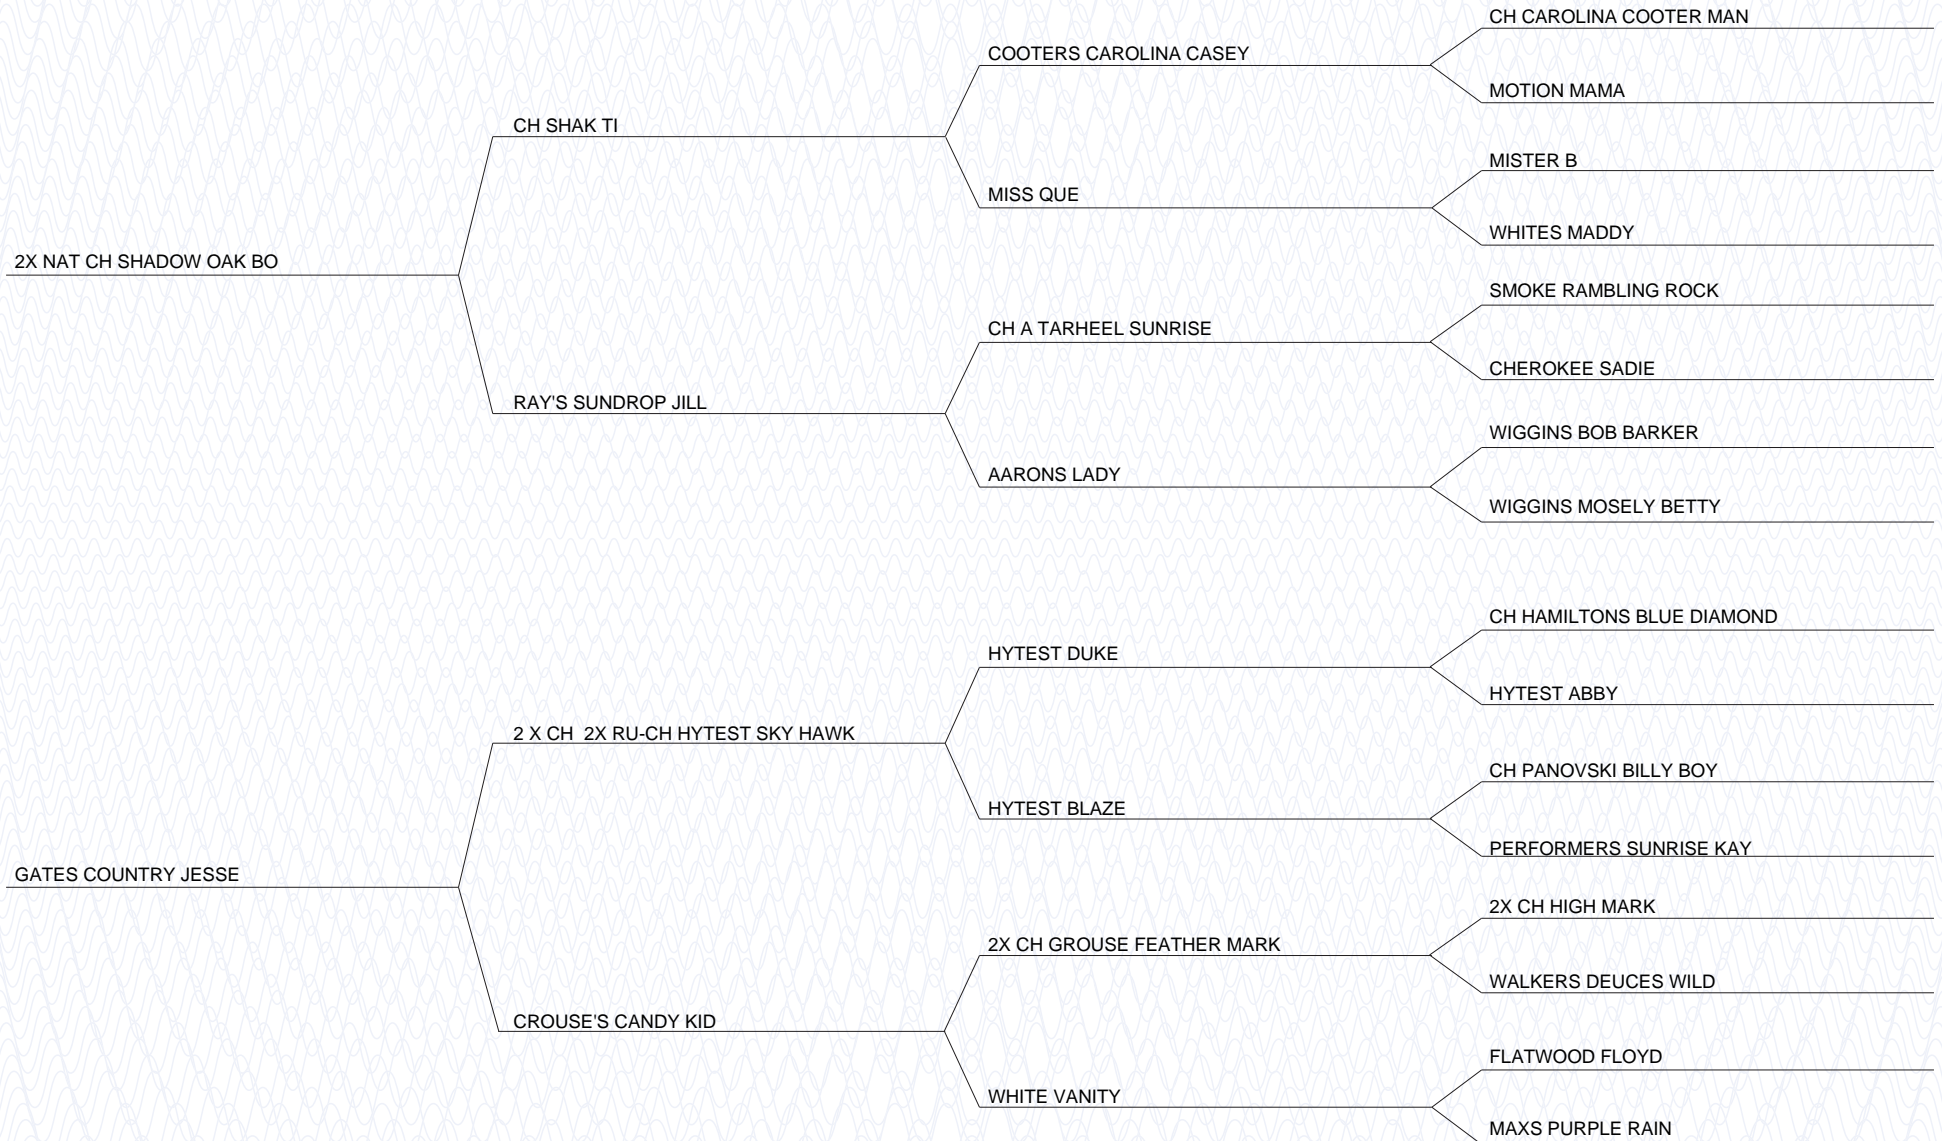 CH CAROLINA COOTER MAN
COOTERS CAROLINA CASEY
MOTION MAMA
CH SHAK TI
MISTER B
MISS QUE
WHITES MADDY
2X NAT CH SHADOW OAK BO
SMOKE RAMBLING ROCK
CH A TARHEEL SUNRISE
CHEROKEE SADIE
RAY'S SUNDROP JILL
WIGGINS BOB BARKER
AARONS LADY
WIGGINS MOSELY BETTY
CH HAMILTONS BLUE DIAMOND
HYTEST DUKE
HYTEST ABBY
2 X CH  2X RU-CH HYTEST SKY HAWK
CH PANOVSKI BILLY BOY
HYTEST BLAZE
PERFORMERS SUNRISE KAY
GATES COUNTRY JESSE
2X CH HIGH MARK
2X CH GROUSE FEATHER MARK
WALKERS DEUCES WILD
CROUSE'S CANDY KID
FLATWOOD FLOYD
WHITE VANITY
MAXS PURPLE RAIN